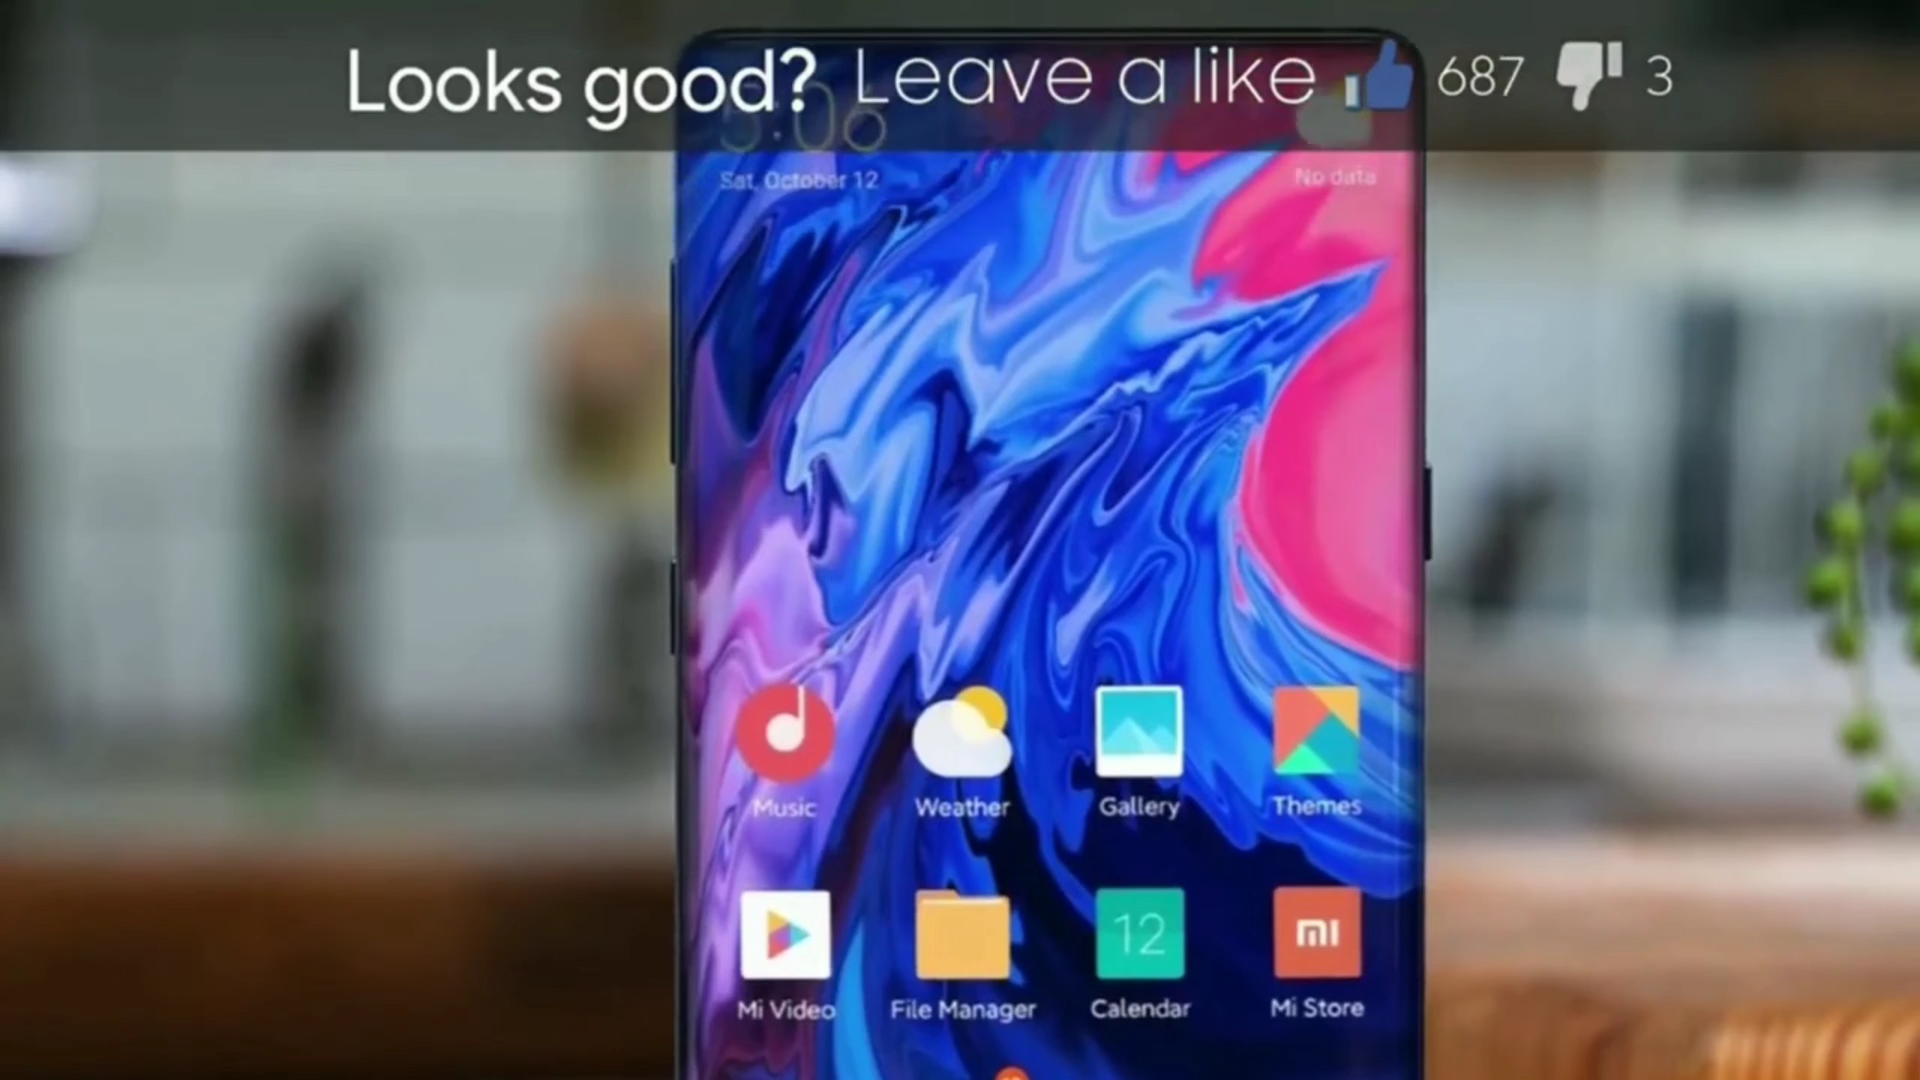 Looks good? Leave a like 687 3
:06
Sat, October 12 No data
Music Weather Gallery Themes
12 mi
Mi Video File Manager Calendar Mi Store